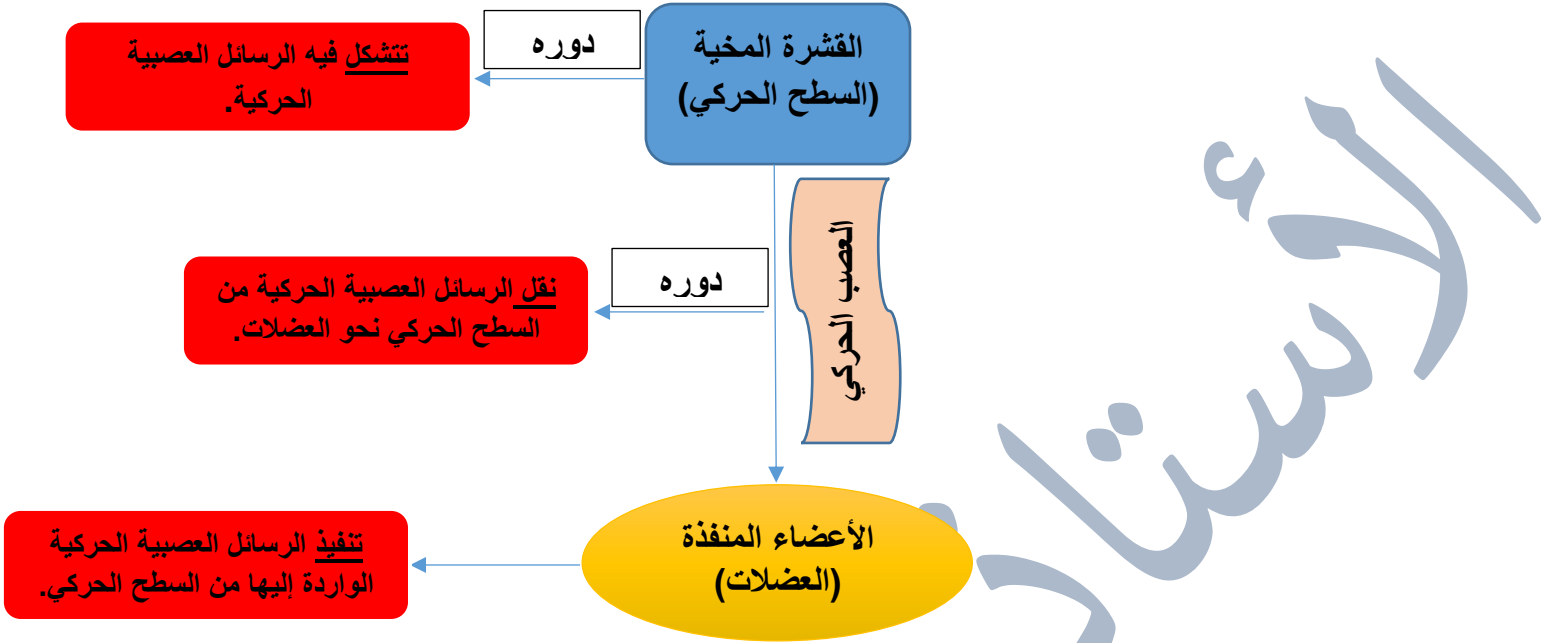 القشرة المخية
(السطح الحركي)
دوره
تتشكل فيه الرسائل العصبية
الحركية.
العصب الحركي
دوره
نقل الرسائل العصبية الحركية من
السطح الحركي نحو العضلات.
الأعضاء المنفذة
(العضلات)
تنفيذ الرسائل العصبية الحركية
الواردة إليها من السطح الحركي.
الأستاذ